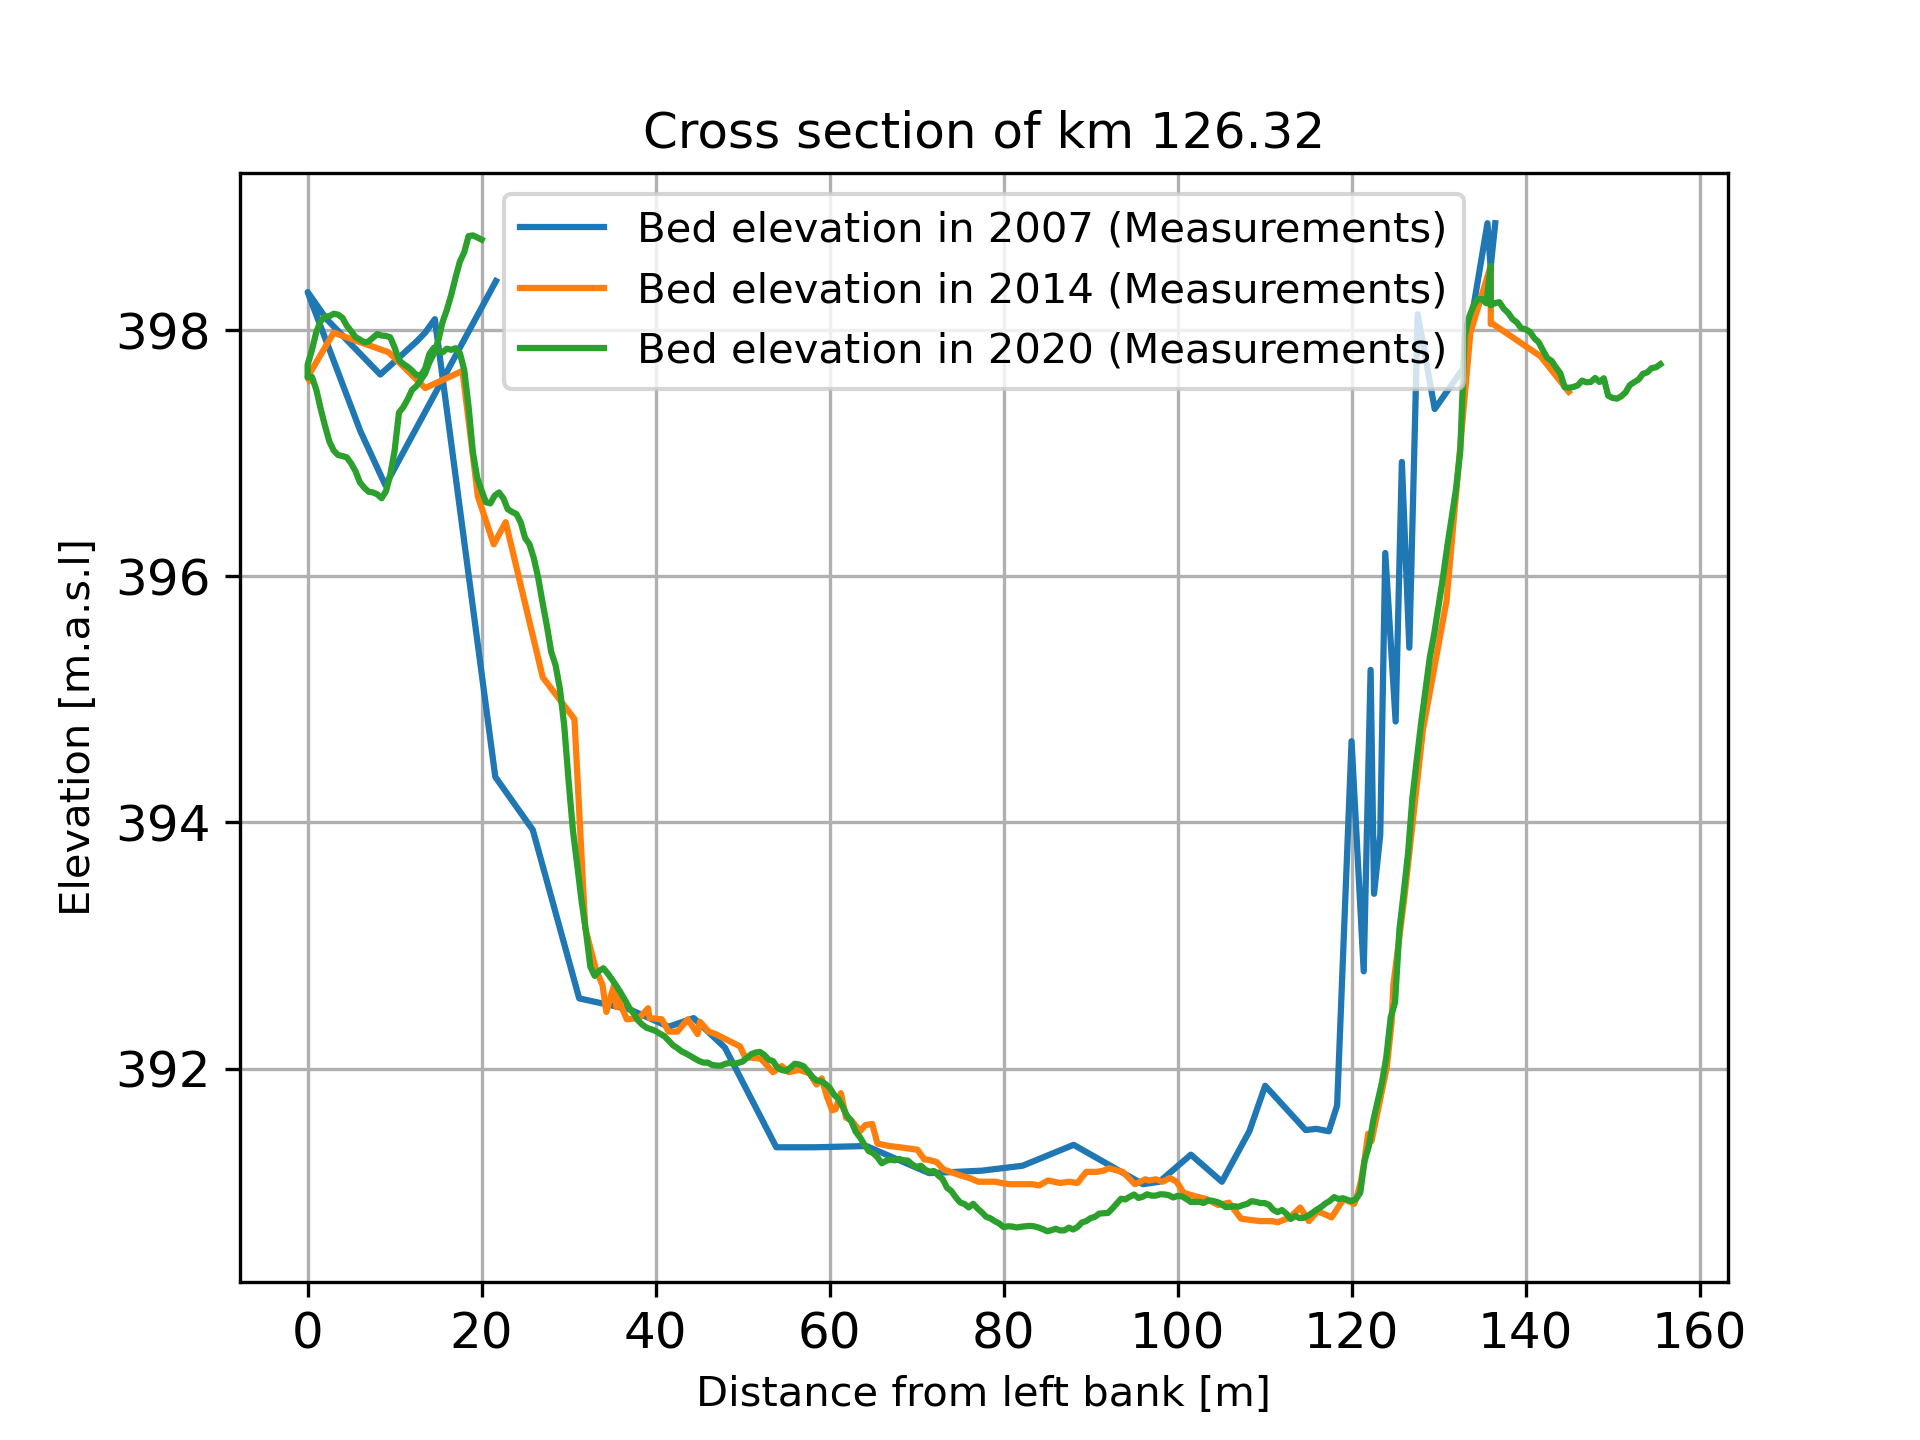 Cross section of km 126.32
Bed elevation in 2007 (Measurements)
Bed elevation in 2014 (Measurements)
Bed elevation in 2020 (Measurements)
Elevation [m.a.s.l]
398
396
394
392
0 20 40 60 80 100 120 140 160
Distance from left bank [m]